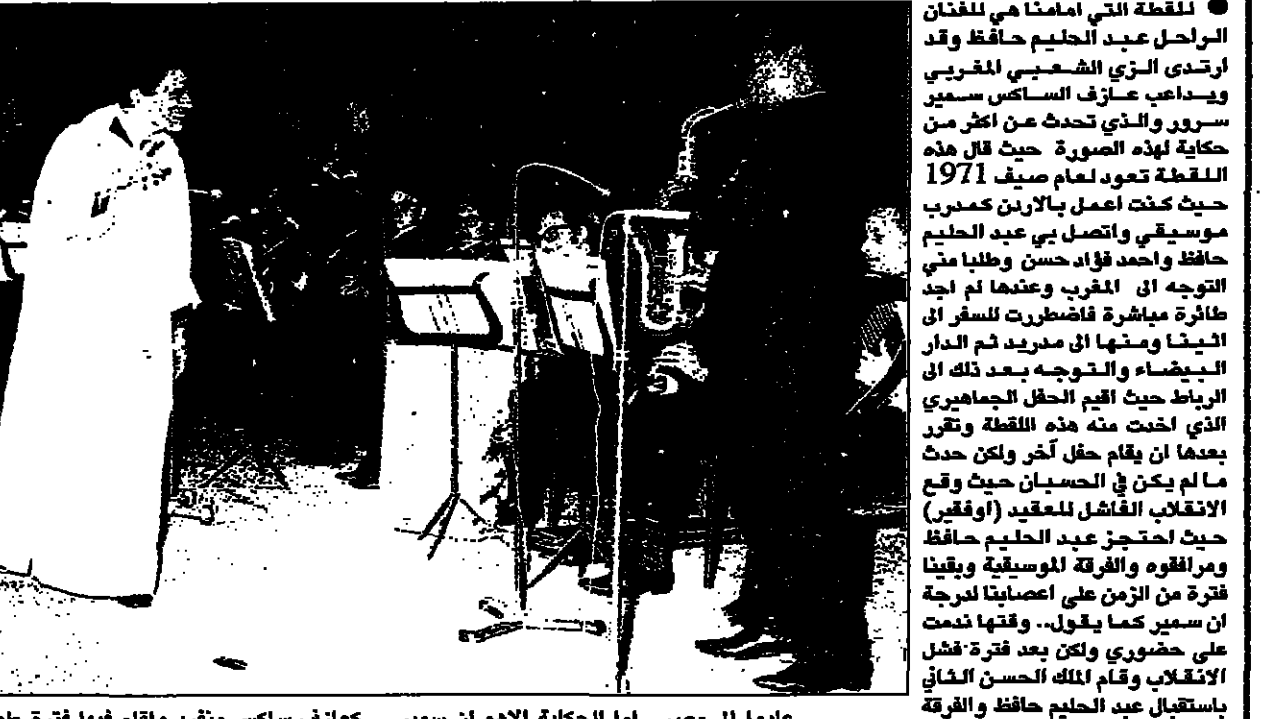 ● للقطة التي امامنا هي للفنان
الراحل عبد الحليم حافظ وقد
ارتدى الزي الشعبي المغربي
ويداعب عازف الساكس سمير
سرور والذي تحدث عن اكثر من
حكاية لهذه الصورة حيث قال هذه
اللقطة تعود لعام صيف 1971
حيث كنت اعمل بالاردن كمدرب
موسيقي واتصل بي عبد الحليم
حافظ واحمد فؤاد حسن وطلبا مني
التوجه الى المغرب وعندها لم اجد
طائرة مباشرة فاضطررت للسفر الى
اثينا ومنها الى مدريد ثم الدار
البيضاء والتوجه بعد ذلك الى
الرباط حيث اقيم الحفل الجماهيري
الذي اخدت منه هذه اللقطة وتقرر
بعدها ان يقام حفل آخر ولكن حدث
مالم يكن في الحسبان حيث وقع
الانقلاب الفاشل للعقيد (اوفقير)
حيث احتجز عبد الحليم حافظ
ومرافقوه والفرقة الموسيقية وبقينا
فترة من الزمن على اعصابنا لدرجة
ان سمير كما يقول.. وقتها ندمت
على حضوري ولكن بعد فترة فشل
الانقلاب وقام الملك الحسن الثاني
باستقبال عبد الحليم حافظ والفرقة